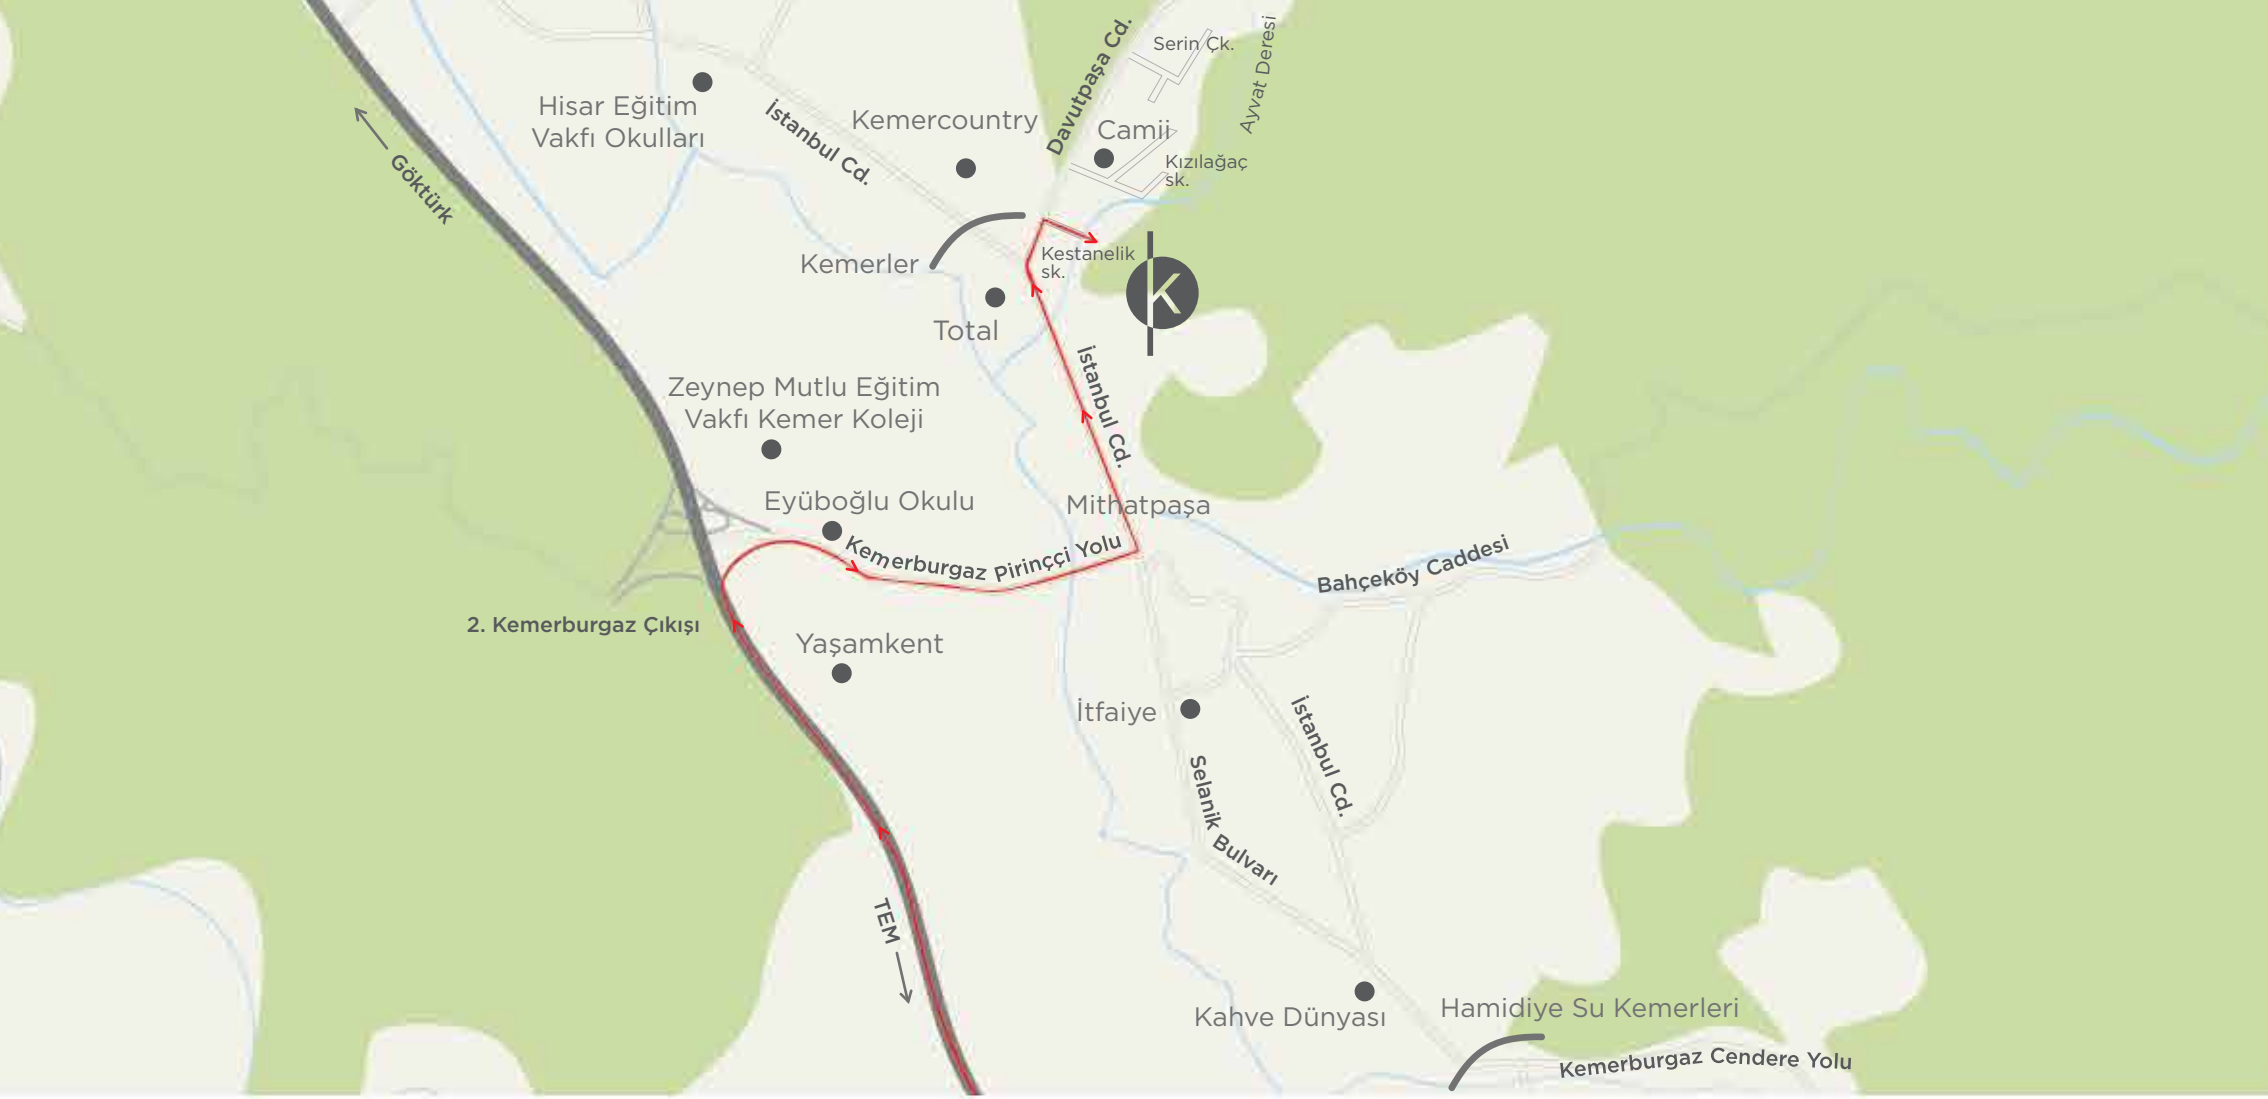 Serin Çk.
Davutpaşa Cd.
Ayvat Deresi
Hisar Eğitim
Vakfı Okulları
İstanbul Cd.
Kemercountry
Camii
Kızılağaç
sk.
Göktürk
Kemerler
Kestanelik
sk.
K
Total
İstanbul Cd.
Zeynep Mutlu Eğitim
Vakfı Kemer Koleji
Eyüboğlu Okulu
Mithatpaşa
Kemerburgaz Pirinççi Yolu
Bahçeköy Caddesi
2. Kemerburgaz Çıkışı
Yaşamkent
İtfaiye
İstanbul Cd.
Selanik Bulvarı
TEM
Kahve Dünyası
Hamidiye Su Kemerleri
Kemerburgaz Cendere Yolu